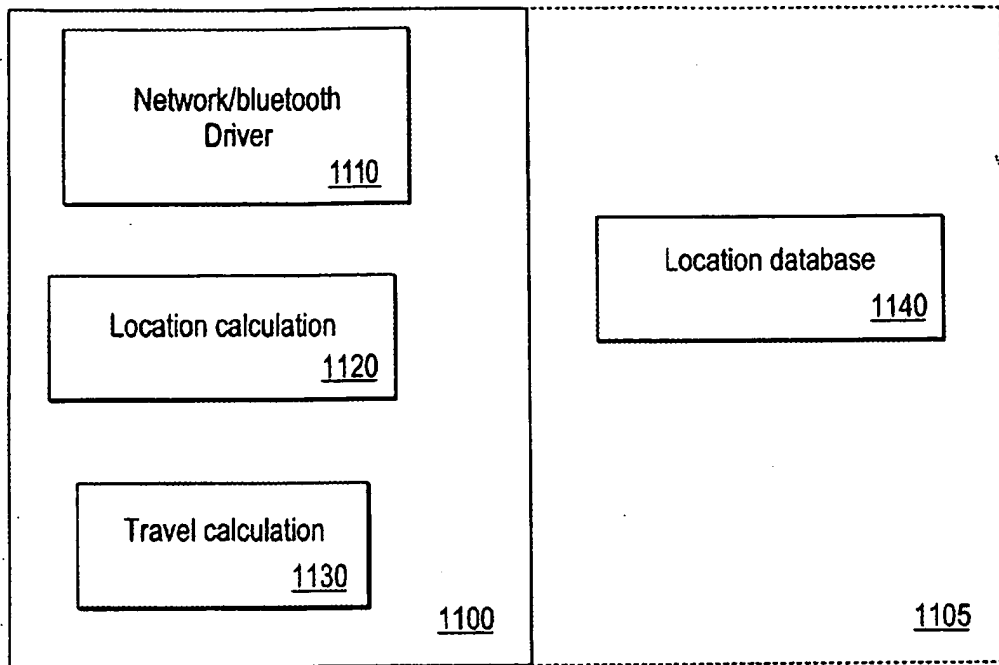 Network/bluetooth
Driver
1110
Location calculation
1120
Travel calculation
1130
1100
Location database
1140
1105